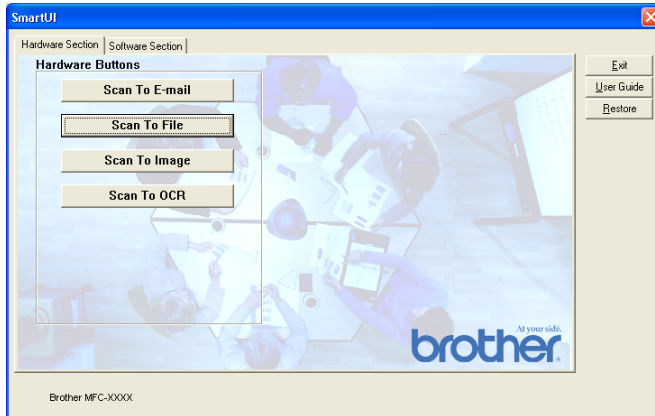 SmartUI
Hardware Section Software Section
Hardware Buttons
Scan To E-mail
Scan To File
Scan To Image
Scan To OCR
Exit
User Guide
Restore
At your side.
brother
Brother MFC-XXXX